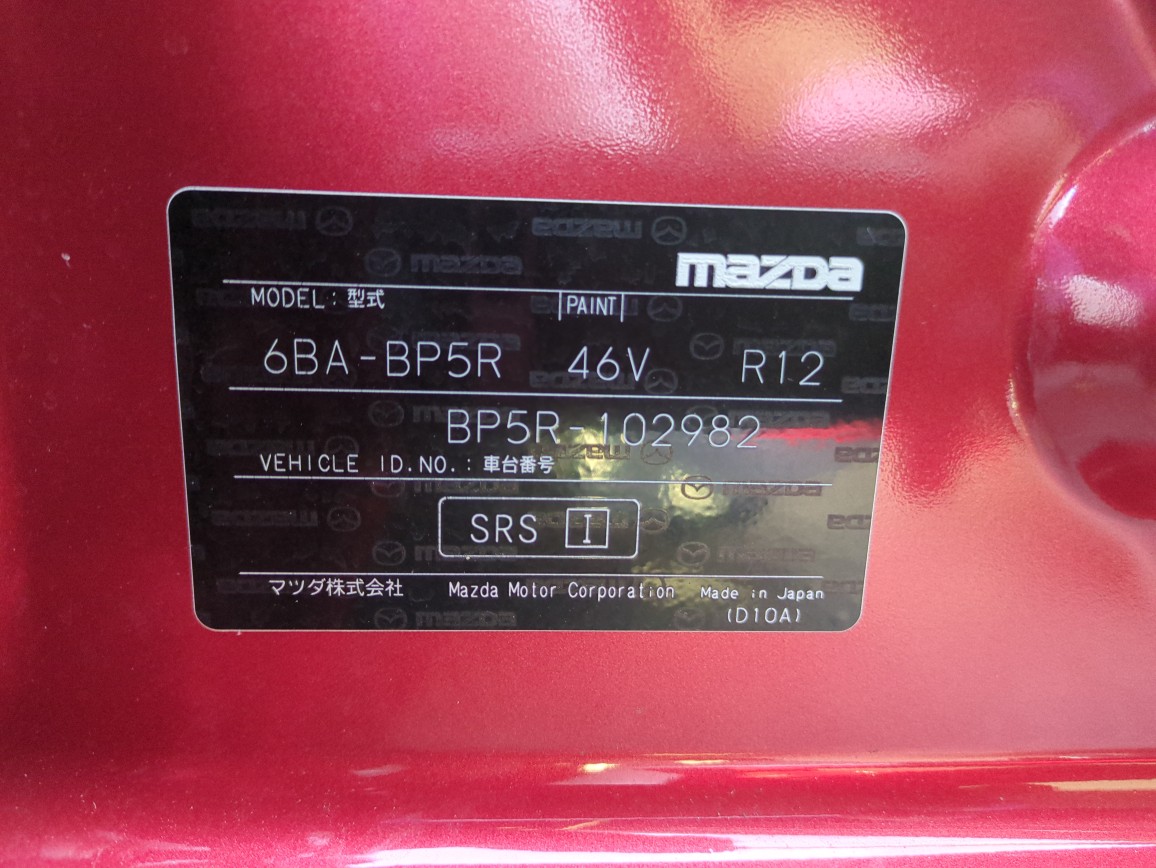 mazda
MODEL : 型式 PAINT
6BA-BP5R 46V R12
BP5R-102982
VEHICLE ID.NO. : 車台番号
SRS I
マツダ株式会社 Mazda Motor Corporation Made in Japan
(D10A)